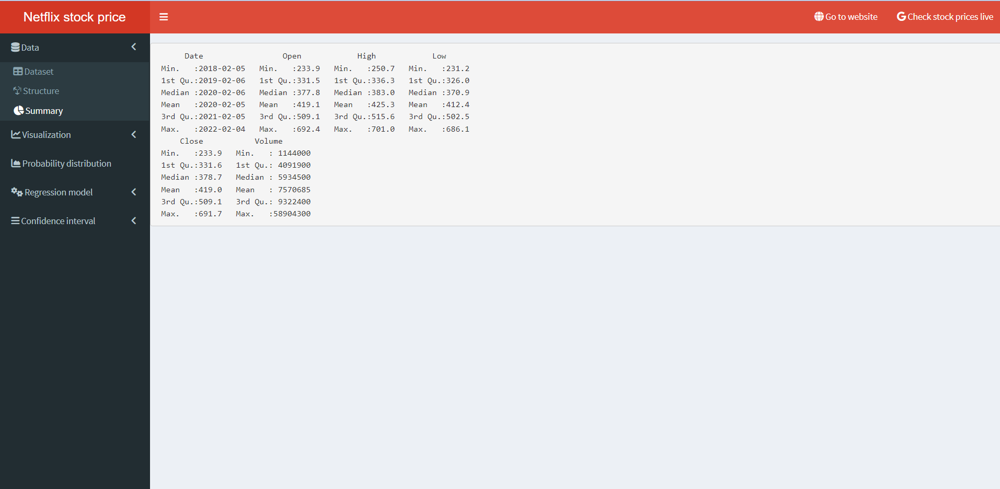 Netflix stock price
Go to website
Check stock prices live
Data
Dataset
Structure
Summary
Visualization
Probability distribution
Regression model
Confidence interval
Date Open High Low
Min. :2018-02-05 Min. :233.9 Min. :250.7 Min. :231.2
1st Qu.:2019-02-06 1st Qu.:331.5 1st Qu.:336.3 1st Qu.:326.0
Median :2020-02-06 Median :377.8 Median :383.0 Median :370.9
Mean :2020-02-05 Mean :419.1 Mean :425.3 Mean :412.4
3rd Qu.:2021-02-05 3rd Qu.:509.1 3rd Qu.:515.6 3rd Qu.:502.5
Max. :2022-02-04 Max. :692.4 Max. :701.0 Max. :686.1
Close Volume
Min. :233.9 Min. : 1144000
1st Qu.:331.6 1st Qu.: 4091900
Median :378.7 Median : 5934500
Mean :419.0 Mean : 7570685
3rd Qu.:509.1 3rd Qu.: 9322400
Max. :691.7 Max. :58904300